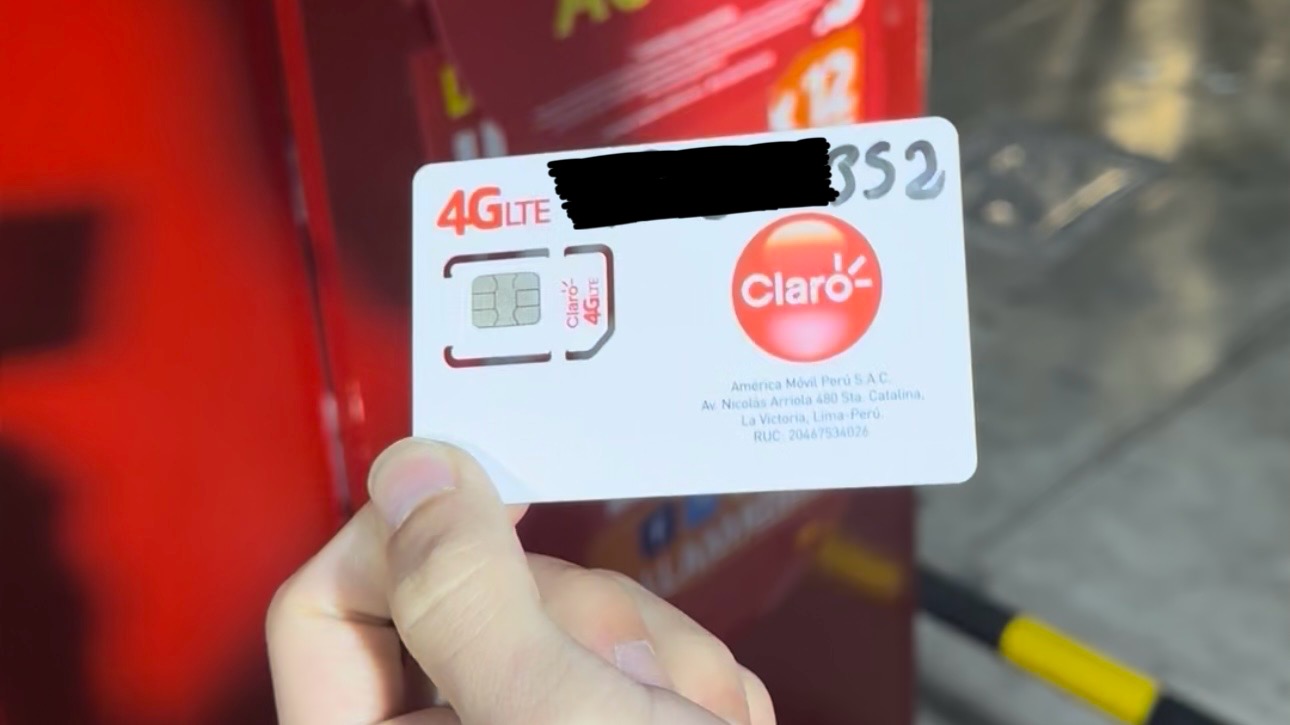 12
352
4GLTE
Claro
4GLTE
Claro
América Móvil Perú S.A.C.
Av. Nicolás Arriola 480 Sta. Catalina,
La Victoria, Lima-Perú.
RUC: 20467534026